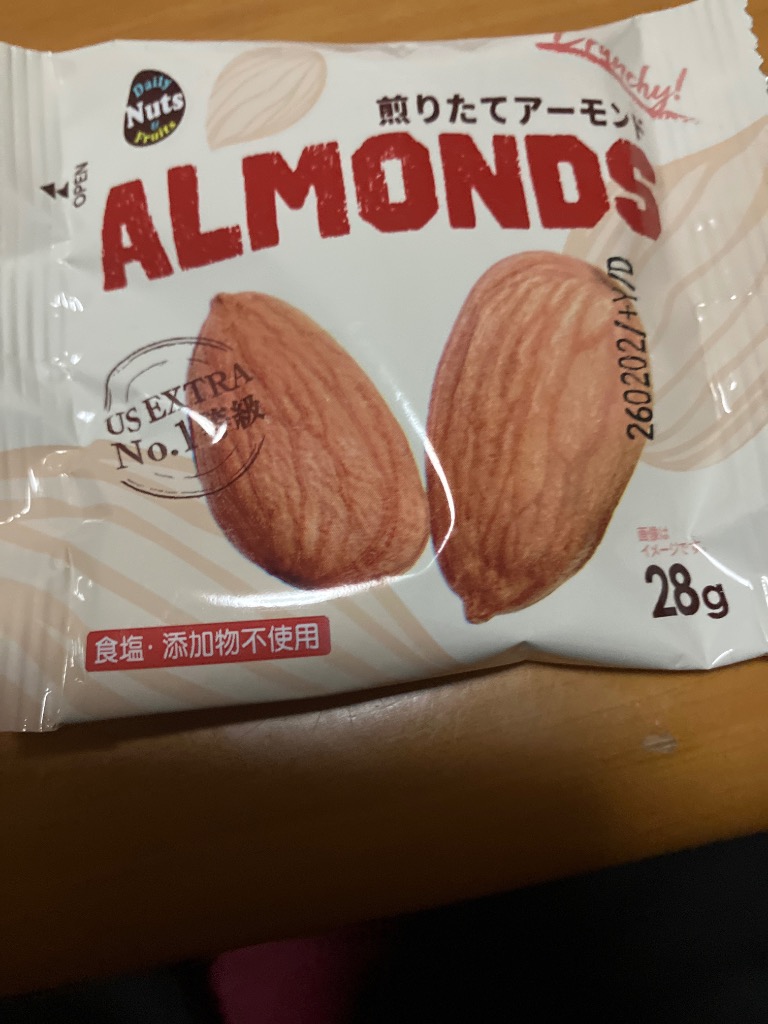 Daily
Nuts
&
Fruits
Crunchy!
煎りたてアーモンド
ALMONDS
OPEN
US EXTRA
No.1等級
260202/+Y/D
画像は
イメージです
28g
食塩・添加物不使用